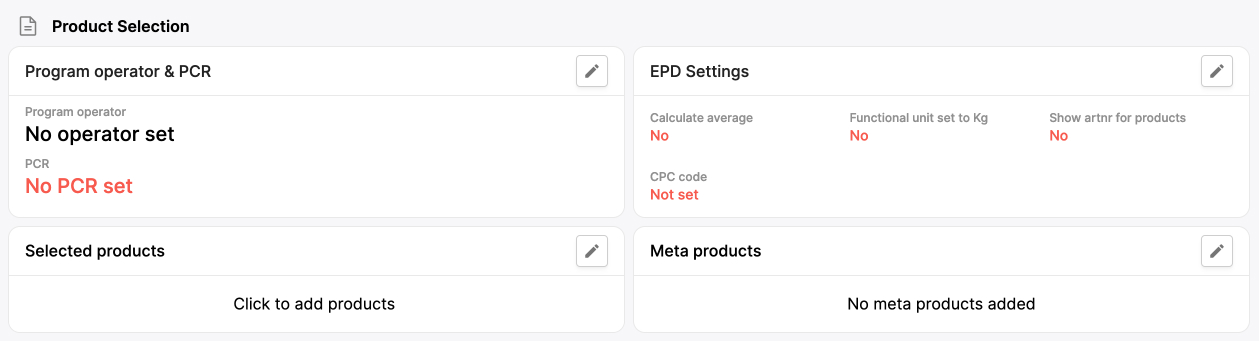 Product Selection
Program operator & PCR
Program operator
No operator set
PCR
No PCR set
EPD Settings
Calculate average
No
Functional unit set to Kg
No
Show artnr for products
No
CPC code
Not set
Selected products
Click to add products
Meta products
No meta products added